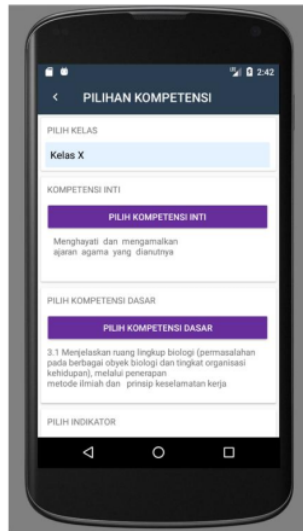 2:42
PILIHAN KOMPETENSI
PILIH KELAS
Kelas X
KOMPETENSI INTI
PILIH KOMPETENSI INTI
Menghayati dan mengamalkan
ajaran agama yang dianutnya
PILIH KOMPETENSI DASAR
PILIH KOMPETENSI DASAR
3.1 Menjelaskan ruang lingkup biologi (permasalahan
pada berbagai obyek biologi dan tingkat organisasi
kehidupan), melalui penerapan
metode ilmiah dan prinsip keselamatan kerja
PILIH INDIKATOR